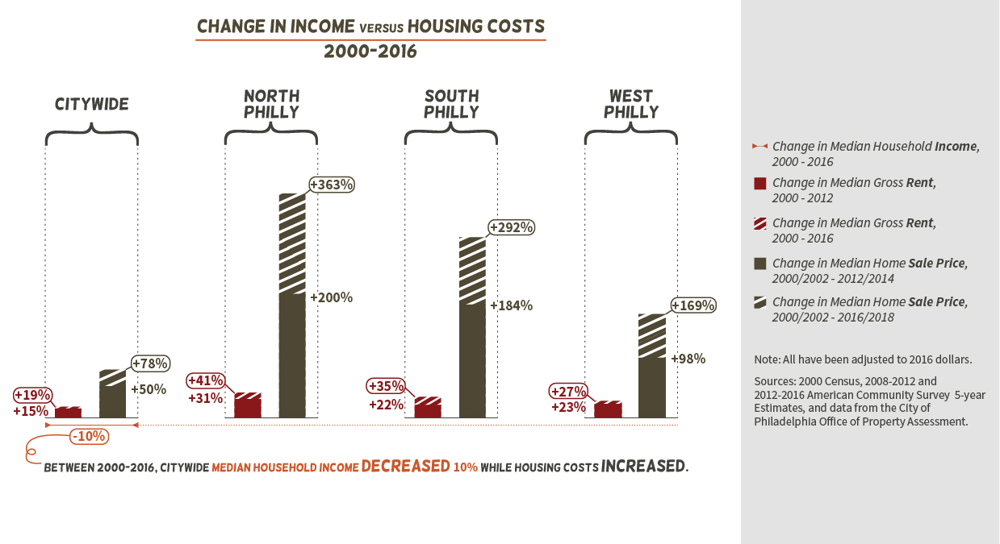 CHANGE IN INCOME VERSUS HOUSING COSTS
2000-2016
CITYWIDE
NORTH
PHILLY
SOUTH
PHILLY
WEST
PHILLY
+19%
+15%
+78%
+50%
-10%
+41%
+31%
+363%
+200%
+35%
+22%
+292%
+184%
+27%
+23%
+169%
+98%
BETWEEN 2000-2016, CITYWIDE MEDIAN HOUSEHOLD INCOME DECREASED 10% WHILE HOUSING COSTS INCREASED.
Change in Median Household Income,
2000 - 2016
Change in Median Gross Rent,
2000 - 2012
Change in Median Gross Rent,
2000 - 2016
Change in Median Home Sale Price,
2000/2002 - 2012/2014
Change in Median Home Sale Price,
2000/2002 - 2016/2018
Note: All have been adjusted to 2016 dollars.
Sources: 2000 Census, 2008-2012 and
2012-2016 American Community Survey 5-year
Estimates, and data from the City of
Philadelphia Office of Property Assessment.